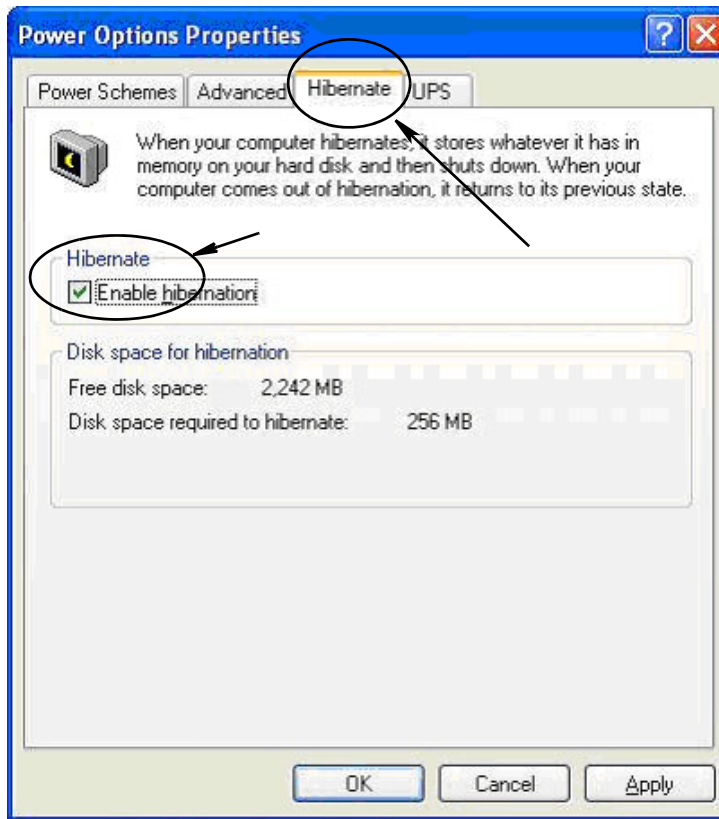 Power Options Properties
Power Schemes Advanced Hibernate UPS
When your computer hibernates, it stores whatever it has in
memory on your hard disk and then shuts down. When your
computer comes out of hibernation, it returns to its previous state.
Hibernate
Enable hibernation
Disk space for hibernation
Free disk space: 2,242 MB
Disk space required to hibernate: 256 MB
OK Cancel Apply